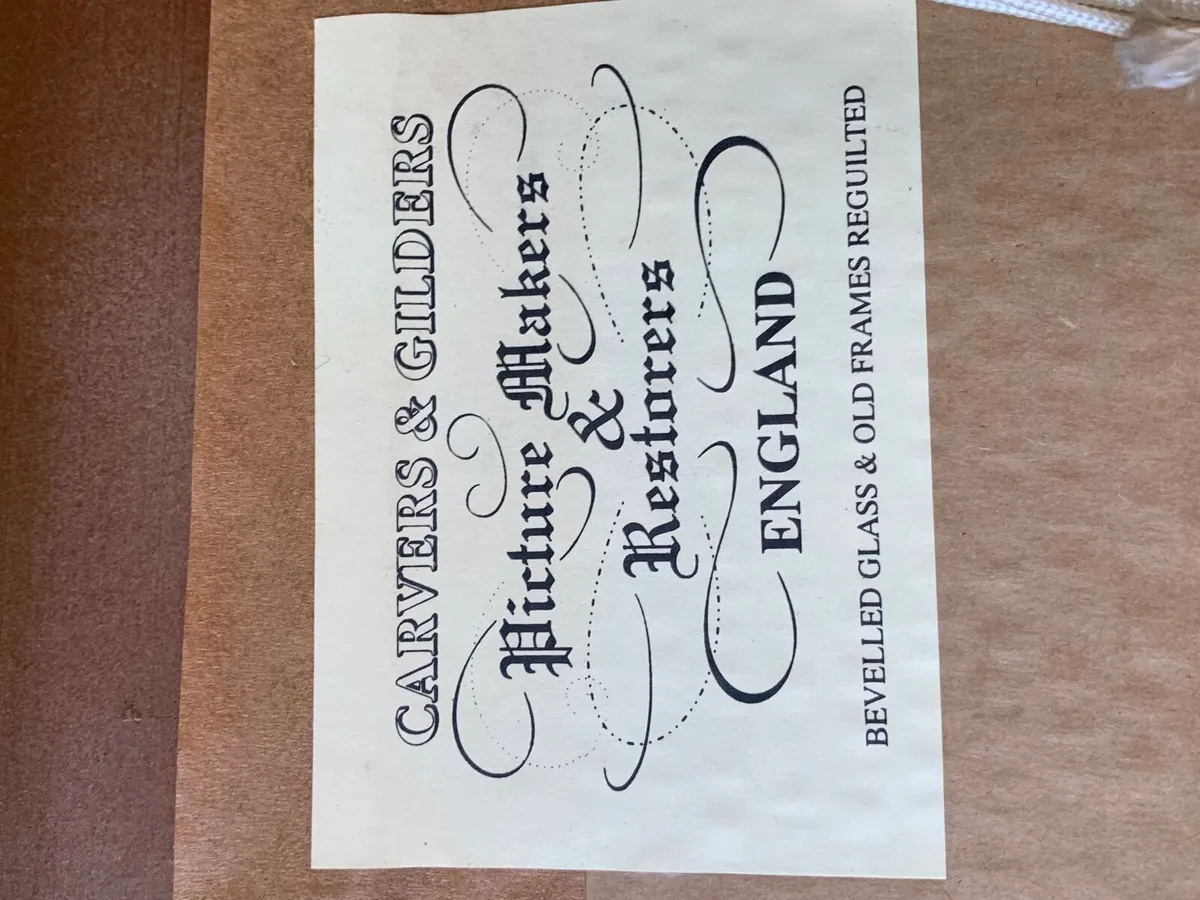 CARVERS & GILDERS
Picture Makers
&
Restorers
ENGLAND
BEVELLED GLASS & OLD FRAMES REGUILTED